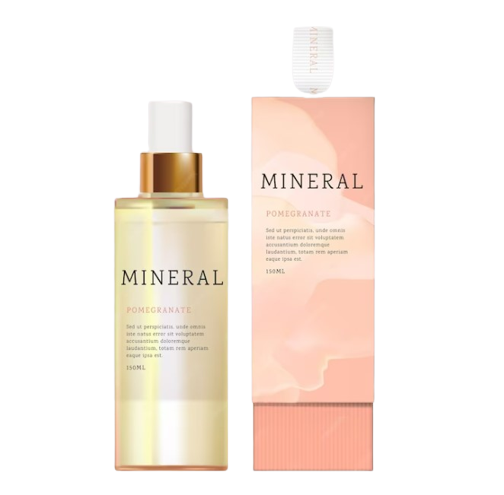 MINERAL
POMEGRANATE
Sed ut perspiciatis, unde omnis
iste natus error sit voluptatem
accusantium doloremque
laudantium, totam rem aperiam
eaque ipsa est.
150ML
MINERAL
MINERAL
POMEGRANATE
Sed ut perspiciatis, unde omnis
iste natus error sit voluptatem
accusantium doloremque
laudantium, totam rem aperiam
eaque ipsa est.
150ML